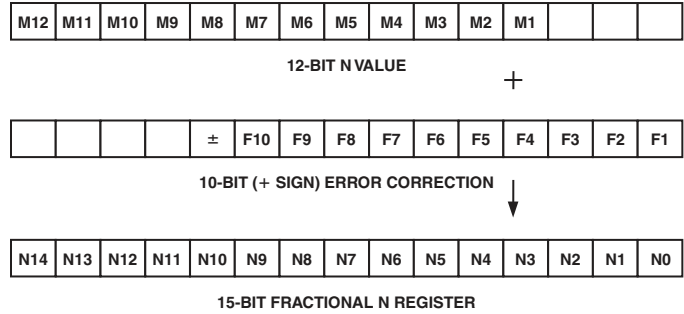 M12 M11 M10 M9 M8 M7 M6 M5 M4 M3 M2 M1
12-BIT N VALUE
+
± F10 F9 F8 F7 F6 F5 F4 F3 F2 F1
10-BIT (+ SIGN) ERROR CORRECTION
N14 N13 N12 N11 N10 N9 N8 N7 N6 N5 N4 N3 N2 N1 N0
15-BIT FRACTIONAL N REGISTER